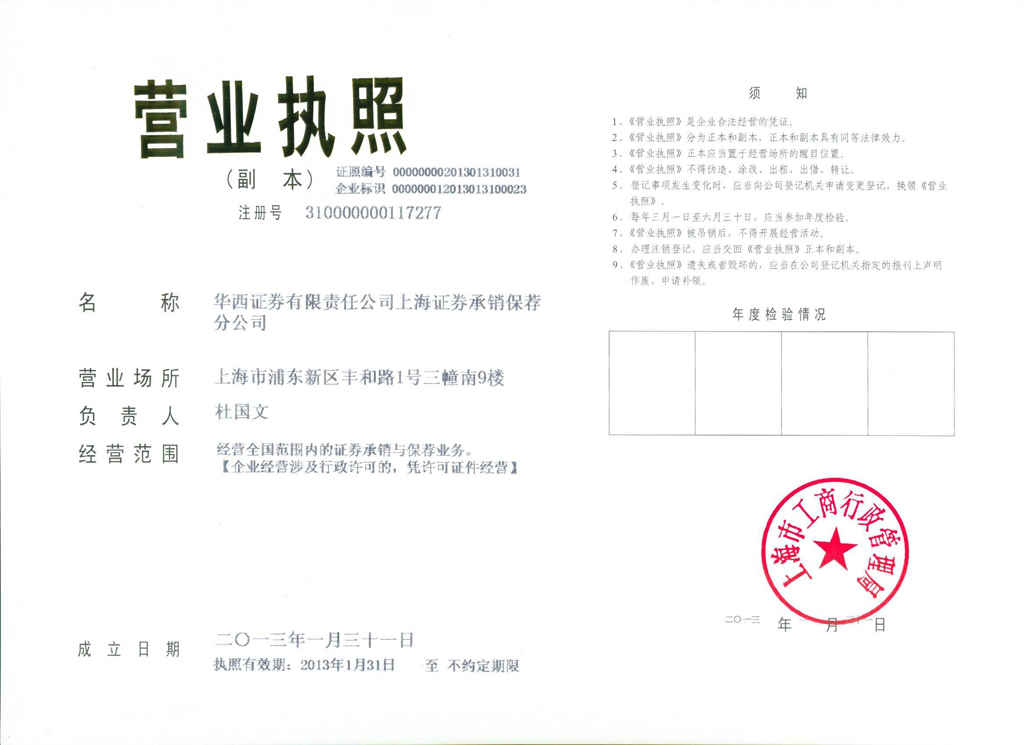 营业执照
（副 本）
证照编号 00000000201301310031
企业标识 00000001201301310023
注册号 310000000117277
名 称 华西证券有限责任公司上海证券承销保荐
分公司
营业场所 上海市浦东新区丰和路1号三幢南9楼
负 责 人 杜国文
经营范围 经营全国范围内的证券承销与保荐业务。
【企业经营涉及行政许可的，凭许可证件经营】
成 立 日 期 二〇一三年一月三十一日
执照有效期：2013年1月31日 至 不约定期限
须 知
1．《营业执照》是企业合法经营的凭证。
2．《营业执照》分为正本和副本，正本和副本具有同等法律效力。
3．《营业执照》正本应当置于经营场所的醒目位置。
4．《营业执照》不得伪造、涂改、出租、出借、转让。
5．登记事项发生变化时，应当向公司登记机关申请变更登记，换领《营业
执照》。
6．每年三月一日至六月三十日，应当参加年度检验。
7．《营业执照》被吊销后，不得开展经营活动。
8．办理注销登记，应当交回《营业执照》正本和副本。
9．《营业执照》遗失或者毁坏的，应当在公司登记机关指定的报刊上声明
作废，申请补领。
年度检验情况
上海市工商行政管理局
二〇一三 年 一 月 三十一 日